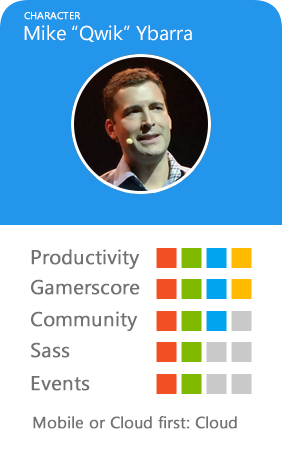 CHARACTER
Mike “Qwik” Ybarra
Productivity
Gamerscore
Community
Sass
Events
Mobile or Cloud first: Cloud